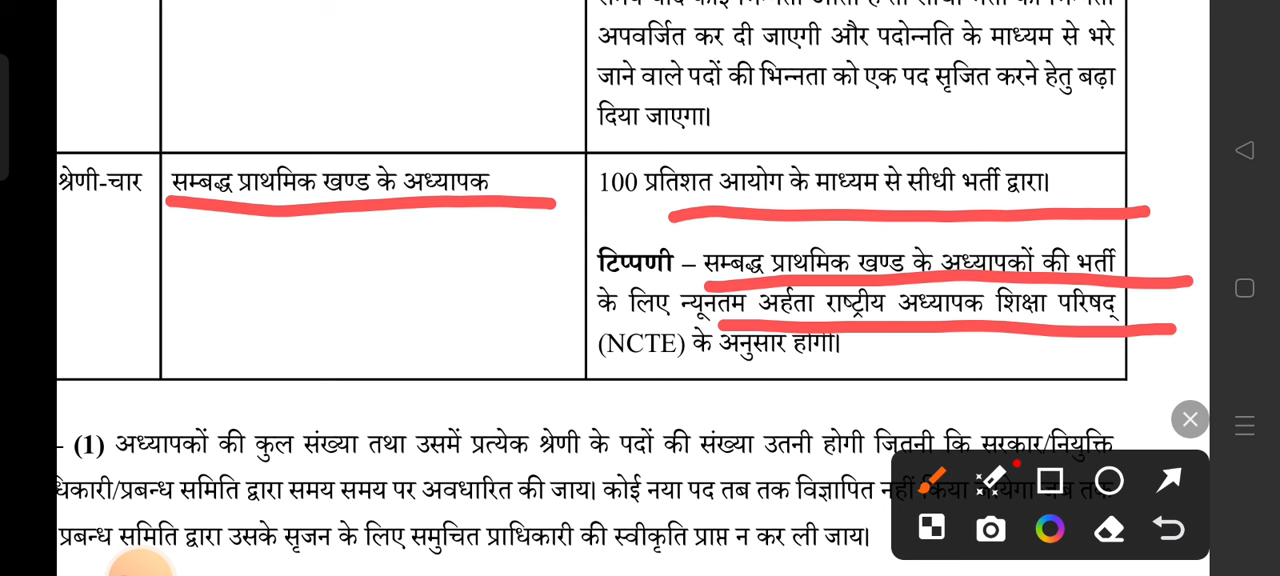 अपवर्जित कर दी जाएगी और पदोन्नति के माध्यम से भरे
जाने वाले पदों की भिन्नता को एक पद सृजित करने हेतु बढ़ा
दिया जाएगा।
श्रेणी-चार
सम्बद्ध प्राथमिक खण्ड के अध्यापक
100 प्रतिशत आयोग के माध्यम से सीधी भर्ती द्वारा।
टिप्पणी – सम्बद्ध प्राथमिक खण्ड के अध्यापकों की भर्ती
के लिए न्यूनतम अर्हता राष्ट्रीय अध्यापक शिक्षा परिषद्
(NCTE) के अनुसार होगी।
- (1) अध्यापकों की कुल संख्या तथा उसमें प्रत्येक श्रेणी के पदों की संख्या उतनी होगी जितनी कि सरकार/नियुक्ति
धिकारी/प्रबन्ध समिति द्वारा समय समय पर अवधारित की जाय। कोई नया पद तब तक विज्ञापित नहीं किया जायेगा जब तक
प्रबन्ध समिति द्वारा उसके सृजन के लिए समुचित प्राधिकारी की स्वीकृति प्राप्त न कर ली जाय।